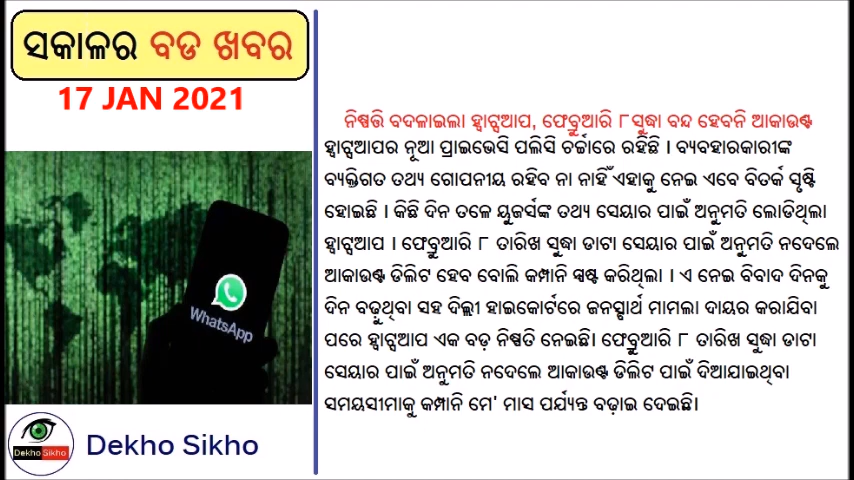 ସକାଳର ବଡ ଖବର
17 JAN 2021
WhatsApp
Dekho Sikho
Dekho Sikho
ନିଷ୍ପତ୍ତି ବଦଳାଇଲା ହ୍ୱାଟ୍ସଆପ, ଫେବ୍ରୁଆରି ୮ସୁଦ୍ଧା ବନ୍ଦ ହେବନି ଆକାଉଣ୍ଟ
ହ୍ୱାଟ୍ସଆପର ନୂଆ ପ୍ରାଇଭେସି ପଲିସି ଚର୍ଚ୍ଚାରେ ରହିଛି । ବ୍ୟବହାରକାରୀଙ୍କ
ବ୍ୟକ୍ତିଗତ ତଥ୍ୟ ଗୋପନୀୟ ରହିବ ନା ନାହିଁ ଏହାକୁ ନେଇ ଏବେ ବିତର୍କ ସୃଷ୍ଟି
ହୋଇଛି । କିଛି ଦିନ ତଳେ ୟୁଜର୍ସଙ୍କ ତଥ୍ୟ ସେୟାର ପାଇଁ ଅନୁମତି ଲୋଡିଥିଲା
ହ୍ୱାଟ୍ସଆପ । ଫେବ୍ରୁଆରି ୮ ତାରିଖ ସୁଦ୍ଧା ଡାଟା ସେୟାର ପାଇଁ ଅନୁମତି ନଦେଲେ
ଆକାଉଣ୍ଟ ଡିଲିଟ ହେବ ବୋଲି କମ୍ପାନି ସ୍ପଷ୍ଟ କରିଥିଲା । ଏ ନେଇ ବିବାଦ ଦିନକୁ
ଦିନ ବଢ଼ୁଥିବା ସହ ଦିଲ୍ଲୀ ହାଇକୋର୍ଟରେ ଜନସ୍ୱାର୍ଥ ମାମଲା ଦାୟର କରାଯିବା
ପରେ ହ୍ୱାଟ୍ସଆପ ଏକ ବଡ଼ ନିଷ୍ପତି ନେଇଛି। ଫେବ୍ରୁଆରି ୮ ତାରିଖ ସୁଦ୍ଧା ଡାଟା
ସେୟାର ପାଇଁ ଅନୁମତି ନଦେଲେ ଆକାଉଣ୍ଟ ଡିଲିଟ ପାଇଁ ଦିଆଯାଇଥିବା
ସମୟସୀମାକୁ କମ୍ପାନି ମେ' ମାସ ପର୍ଯ୍ୟନ୍ତ ବଢ଼ାଇ ଦେଇଛି।